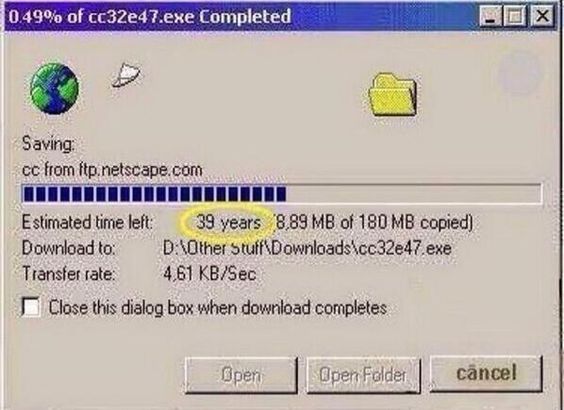 0.49% of cc32e47.exe Completed
Saving:
cc from ftp.netscape.com
Estimated time left: 39 years (8,89 MB of 180 MB copied)
Download to: D:\Other Stuff\Downloads\cc32e47.exe
Transfer rate: 4,61 KB/Sec
Close this dialog box when download completes
Open Open Folder câncel